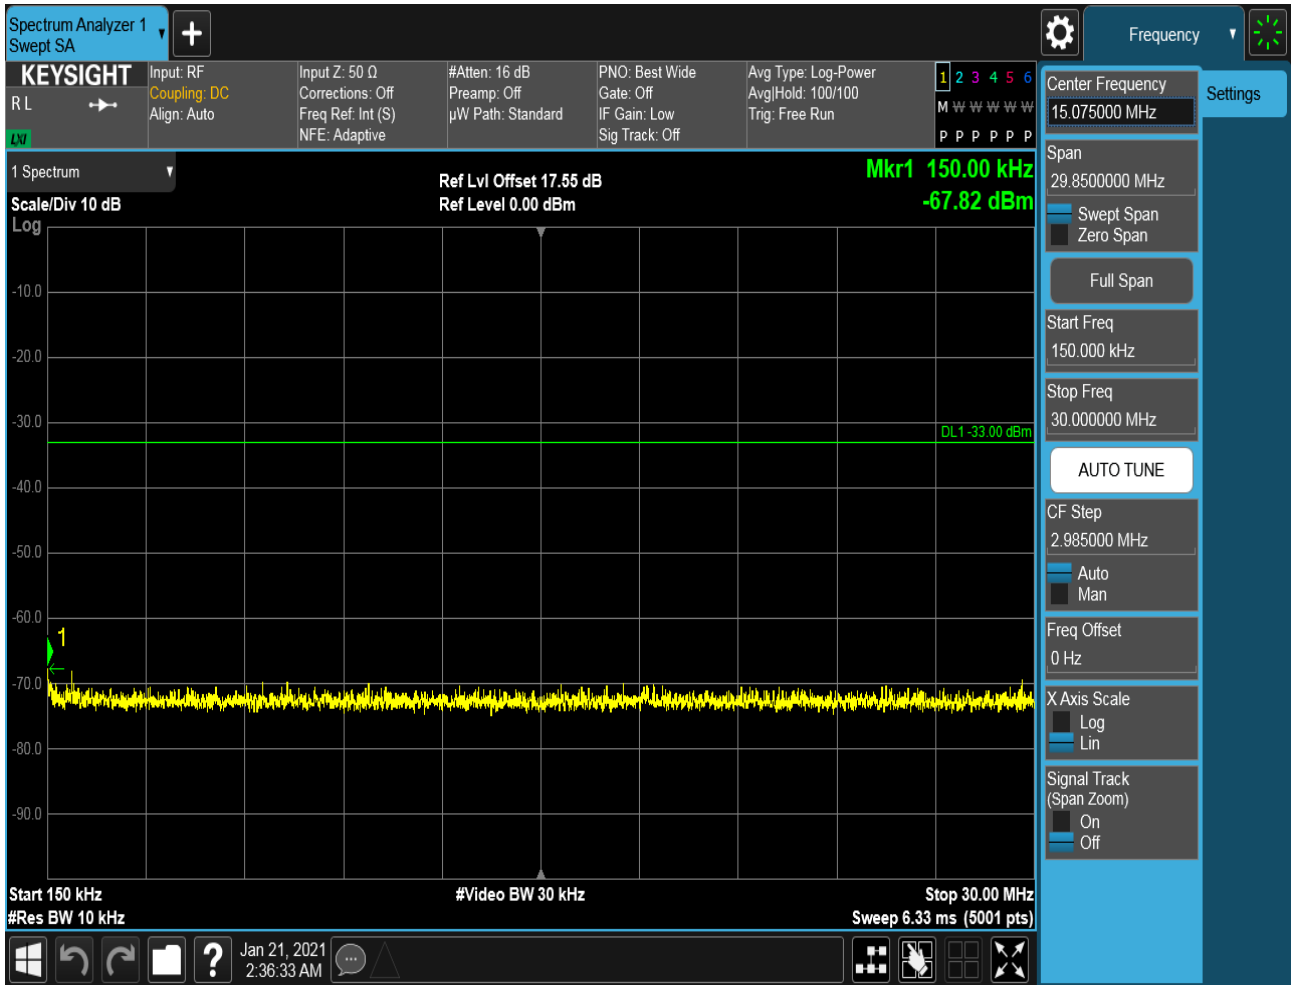 Spectrum Analyzer 1
Swept SA
Frequency
KEYSIGHT
R L
LXI
Input: RF
Coupling: DC
Align: Auto
Input Z: 50 Ω
Corrections: Off
Freq Ref: Int (S)
NFE: Adaptive
#Atten: 16 dB
Preamp: Off
µW Path: Standard
PNO: Best Wide
Gate: Off
IF Gain: Low
Sig Track: Off
Avg Type: Log-Power
Avg|Hold: 100/100
Trig: Free Run
1 2 3 4 5 6
M W W W W W
P P P P P P
1 Spectrum
Scale/Div 10 dB
Log
Ref Lvl Offset 17.55 dB
Ref Level 0.00 dBm
Mkr1 150.00 kHz
-67.82 dBm
-10.0
-20.0
-30.0
DL1 -33.00 dBm
-40.0
-50.0
-60.0
1
-70.0
-80.0
-90.0
Start 150 kHz
#Video BW 30 kHz
Stop 30.00 MHz
#Res BW 10 kHz
Sweep 6.33 ms (5001 pts)
Jan 21, 2021
2:36:33 AM
?
Center Frequency
15.075000 MHz
Settings
Span
29.8500000 MHz
Swept Span
Zero Span
Full Span
Start Freq
150.000 kHz
Stop Freq
30.000000 MHz
AUTO TUNE
CF Step
2.985000 MHz
Auto
Man
Freq Offset
0 Hz
X Axis Scale
Log
Lin
Signal Track
(Span Zoom)
On
Off